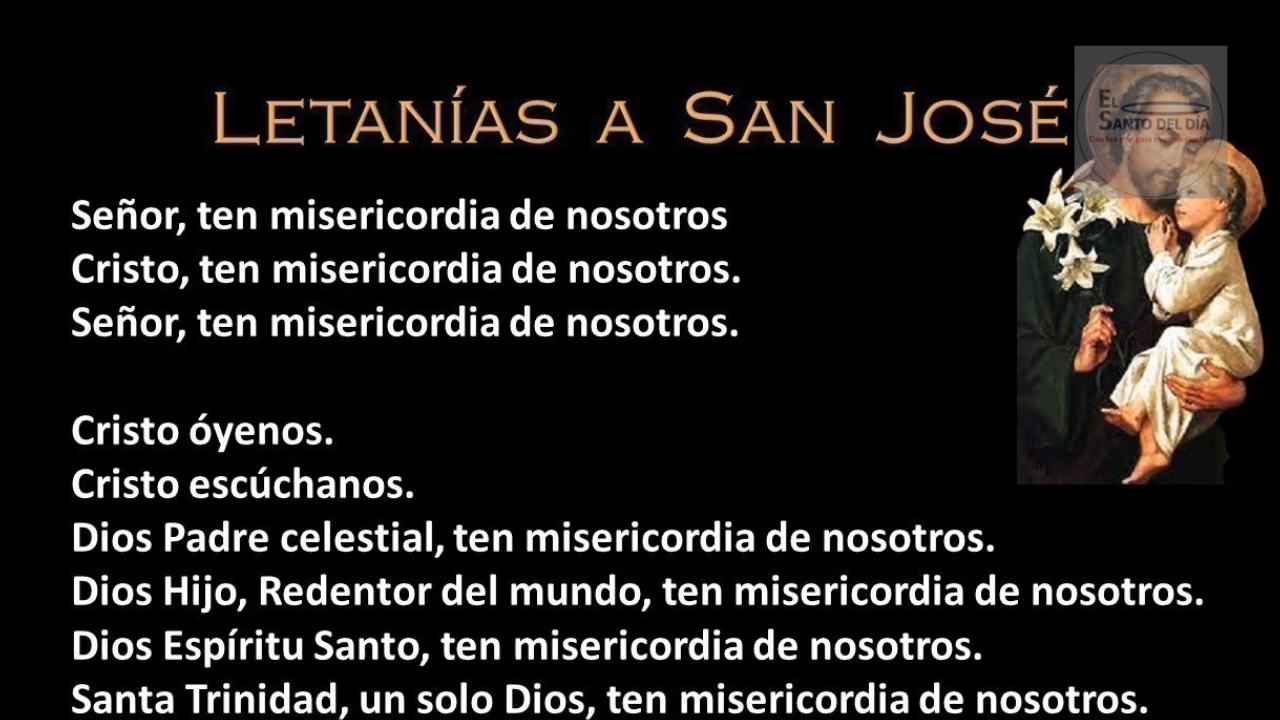 Letanías a San José
El
Santo del Día
Señor, ten misericordia de nosotros
Cristo, ten misericordia de nosotros.
Señor, ten misericordia de nosotros.
Cristo óyenos.
Cristo escúchanos.
Dios Padre celestial, ten misericordia de nosotros.
Dios Hijo, Redentor del mundo, ten misericordia de nosotros.
Dios Espíritu Santo, ten misericordia de nosotros.
Santa Trinidad, un solo Dios, ten misericordia de nosotros.